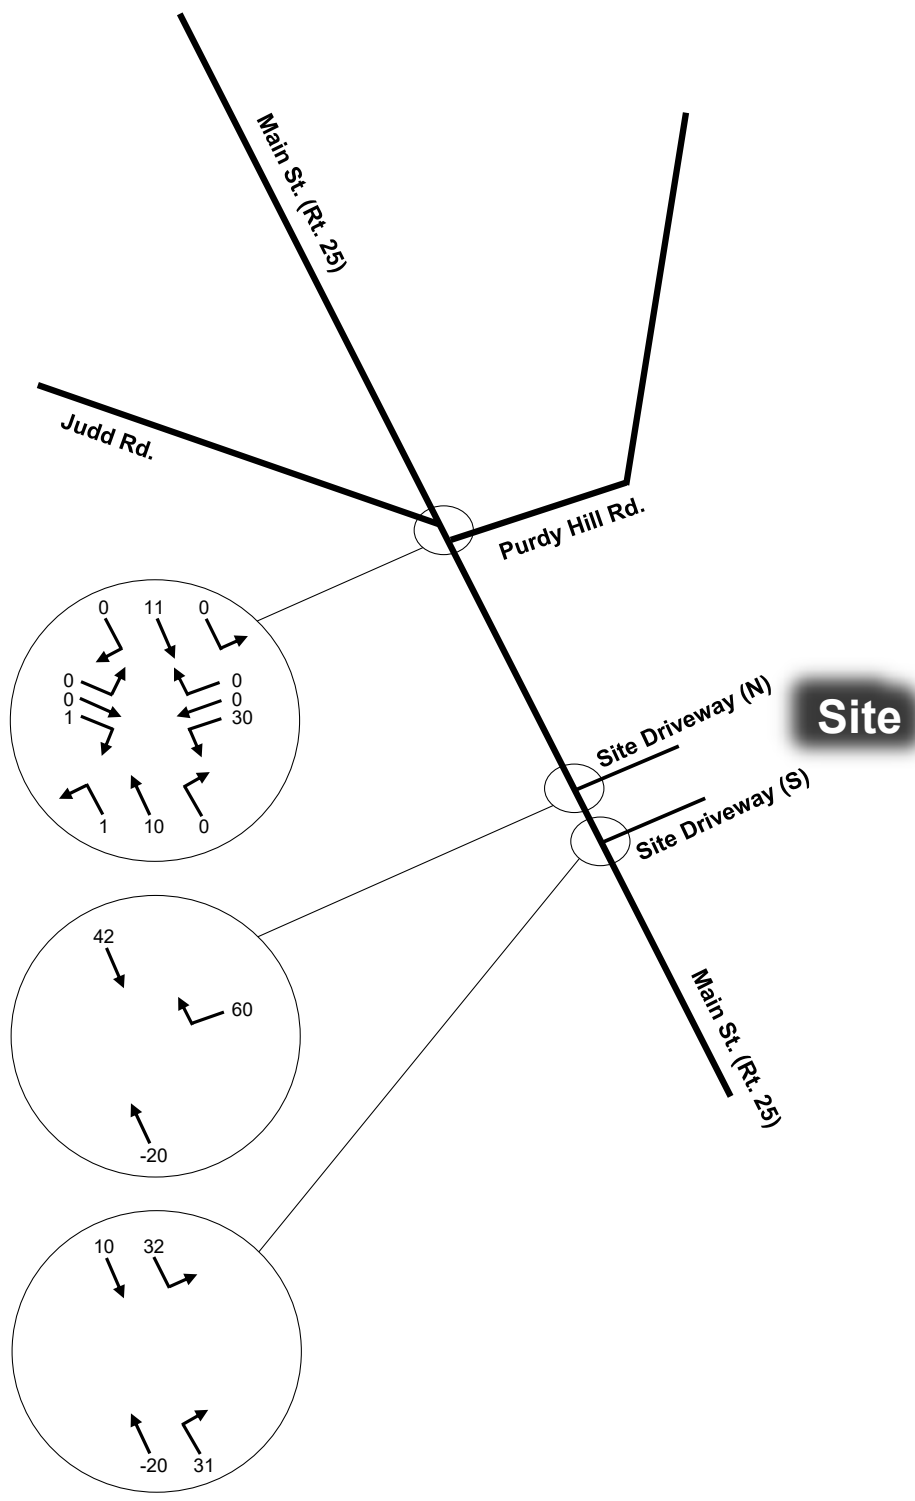 Main St. (Rt. 25)
Judd Rd.
Purdy Hill Rd.
0 11 0
0 0
0 0
1 30
1 10 0
Site Driveway (N)
Site
Site Driveway (S)
42
60
-20
Main St. (Rt. 25)
10 32
-20 31